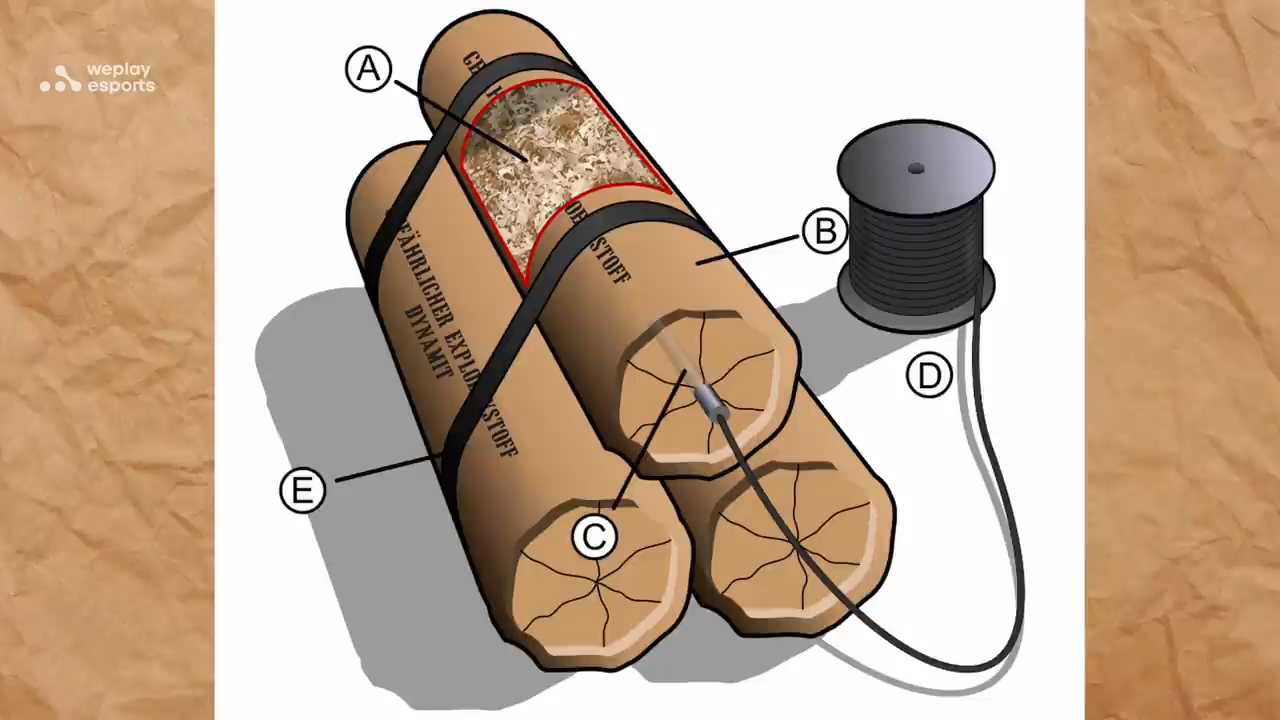 weplay
esports
A
STOFF
B
FÄHRLICHER
DYNAMIT
STOFF
D
E
C